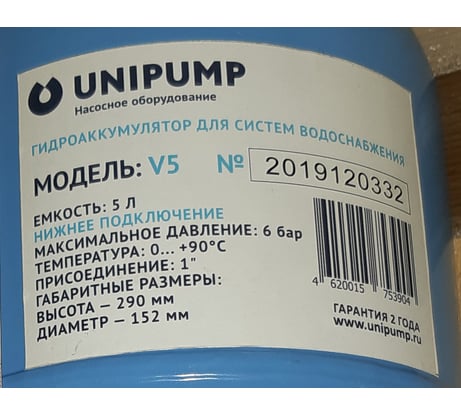 UNIPUMP
Насосное оборудование
ГИДРОАККУМУЛЯТОР ДЛЯ СИСТЕМ ВОДОСНАБЖЕНИЯ
МОДЕЛЬ: V5 № 2019120332
ЕМКОСТЬ: 5 Л
НИЖНЕЕ ПОДКЛЮЧЕНИЕ
МАКСИМАЛЬНОЕ ДАВЛЕНИЕ: 6 бар
ТЕМПЕРАТУРА: 0... +90°С
ПРИСОЕДИНЕНИЕ: 1"
ГАБАРИТНЫЕ РАЗМЕРЫ:
ВЫСОТА – 290 мм
ДИАМЕТР – 152 мм
4 620015 753904
ГАРАНТИЯ 2 ГОДА
www.unipump.ru